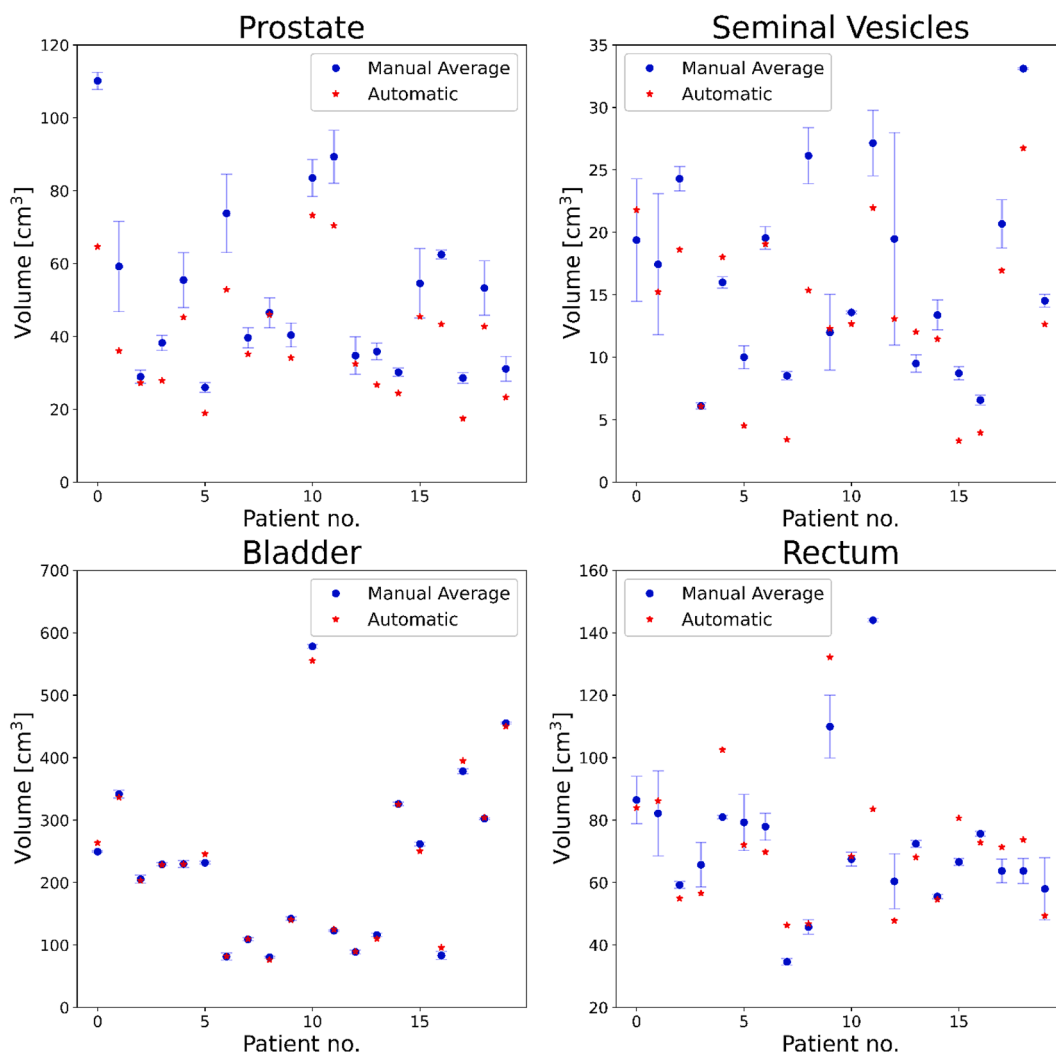 Prostate
Volume [cm³]
120
100
80
60
40
20
0
Manual Average
Automatic
0 5 10 15
Patient no.
Seminal Vesicles
Volume [cm³]
35
30
25
20
15
10
5
0
Manual Average
Automatic
0 5 10 15
Patient no.
Bladder
Volume [cm³]
700
600
500
400
300
200
100
0
Manual Average
Automatic
0 5 10 15
Patient no.
Rectum
Volume [cm³]
160
140
120
100
80
60
40
20
Manual Average
Automatic
0 5 10 15
Patient no.